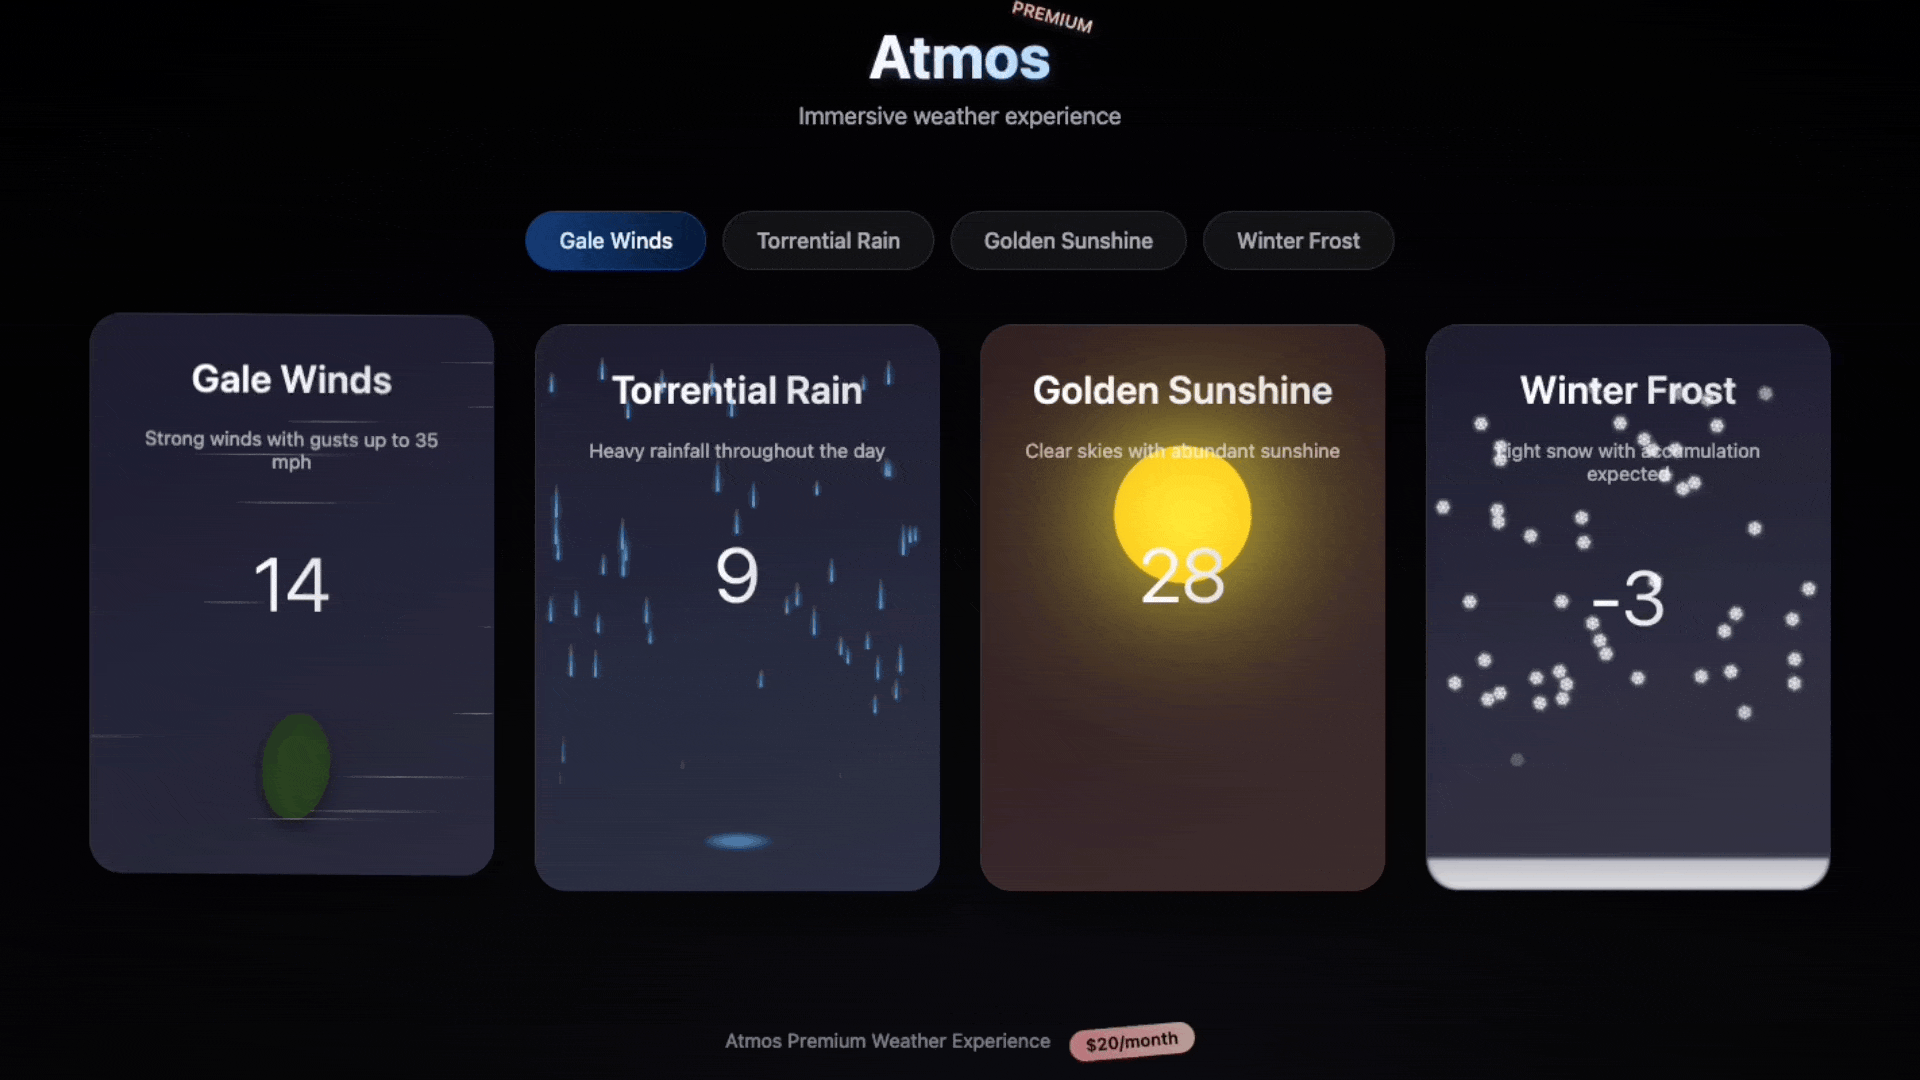 PREMIUM
Atmos
Immersive weather experience
Gale Winds
Torrential Rain
Golden Sunshine
Winter Frost
Gale Winds
Strong winds with gusts up to 35
mph
14
Torrential Rain
Heavy rainfall throughout the day
9
Golden Sunshine
Clear skies with abundant sunshine
28
Winter Frost
Light snow with accumulation
expected
-3
Atmos Premium Weather Experience
$20/month